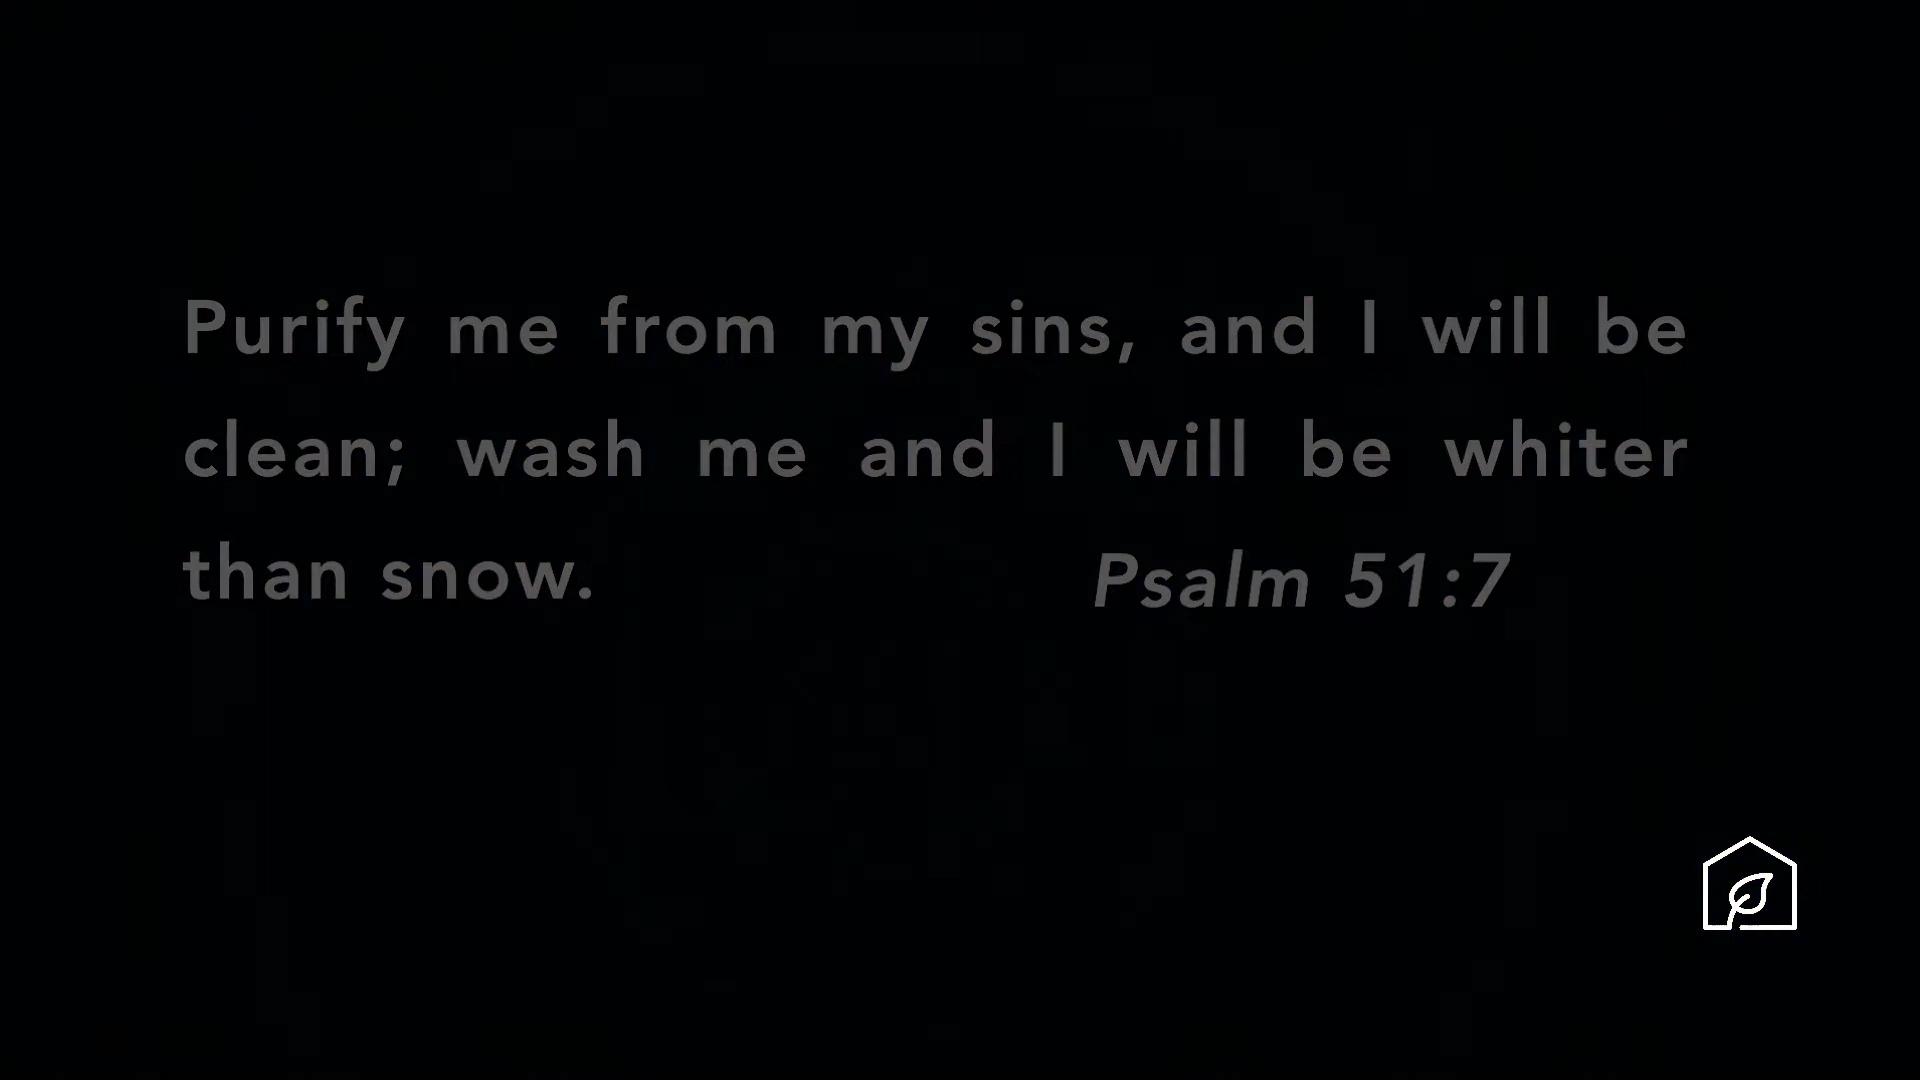 Purify me from my sins, and I will be
clean; wash me and I will be whiter
than snow. Psalm 51:7